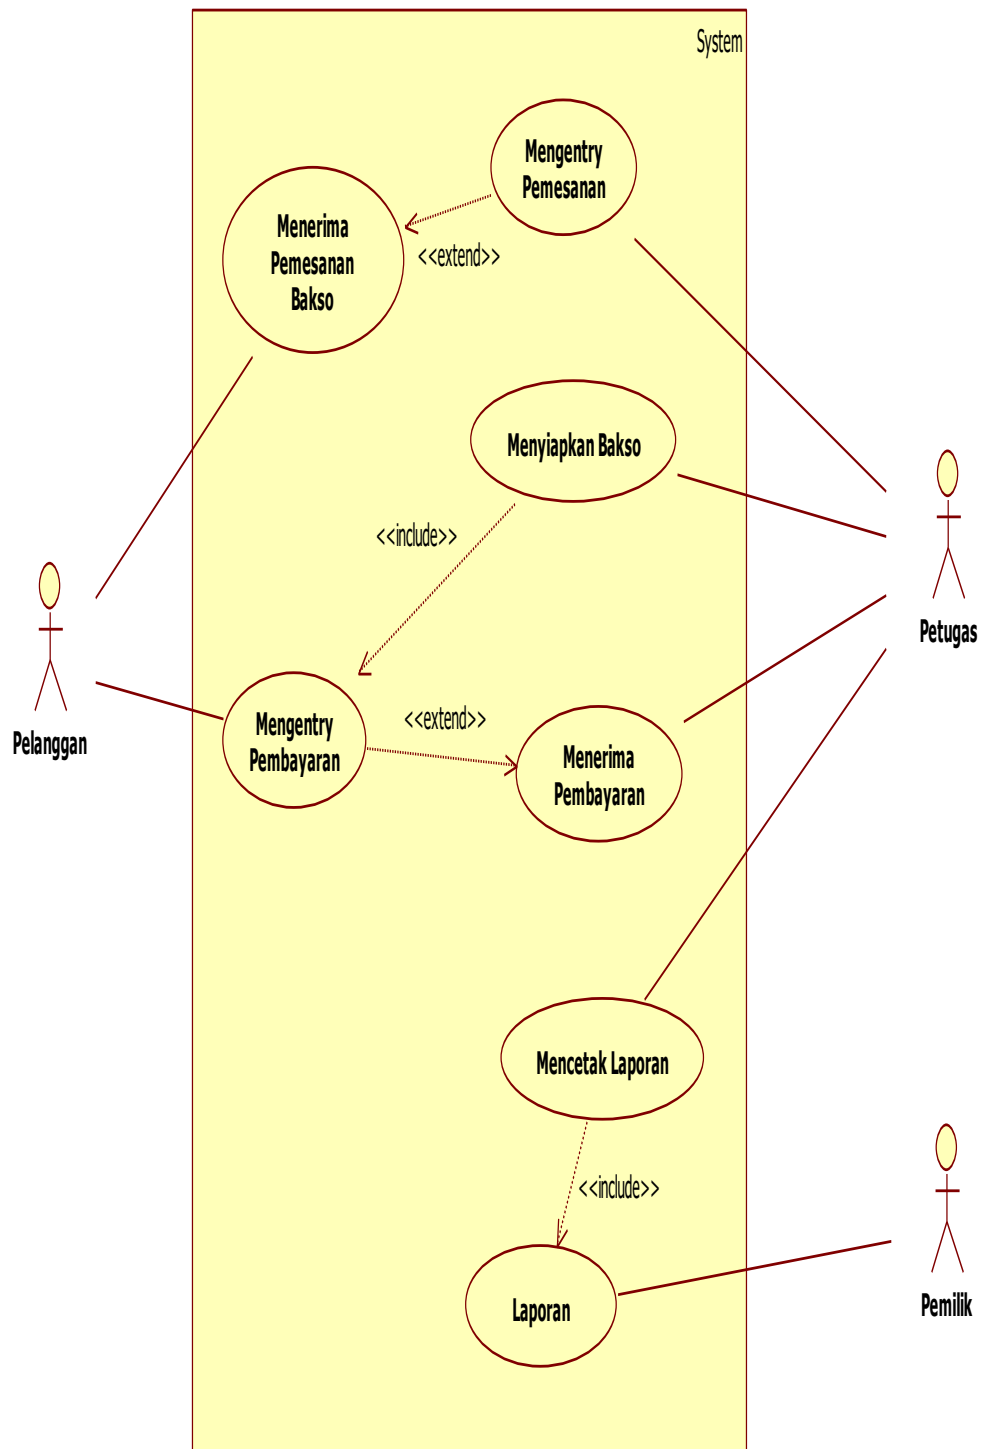 System
Mengentry
Pemesanan
Menerima
Pemesanan
Bakso
<<extend>>
Menyiapkan Bakso
<<include>>
Petugas
Pelanggan
Mengentry
Pembayaran
<<extend>>
Menerima
Pembayaran
Mencetak Laporan
<<include>>
Laporan
Pemilik